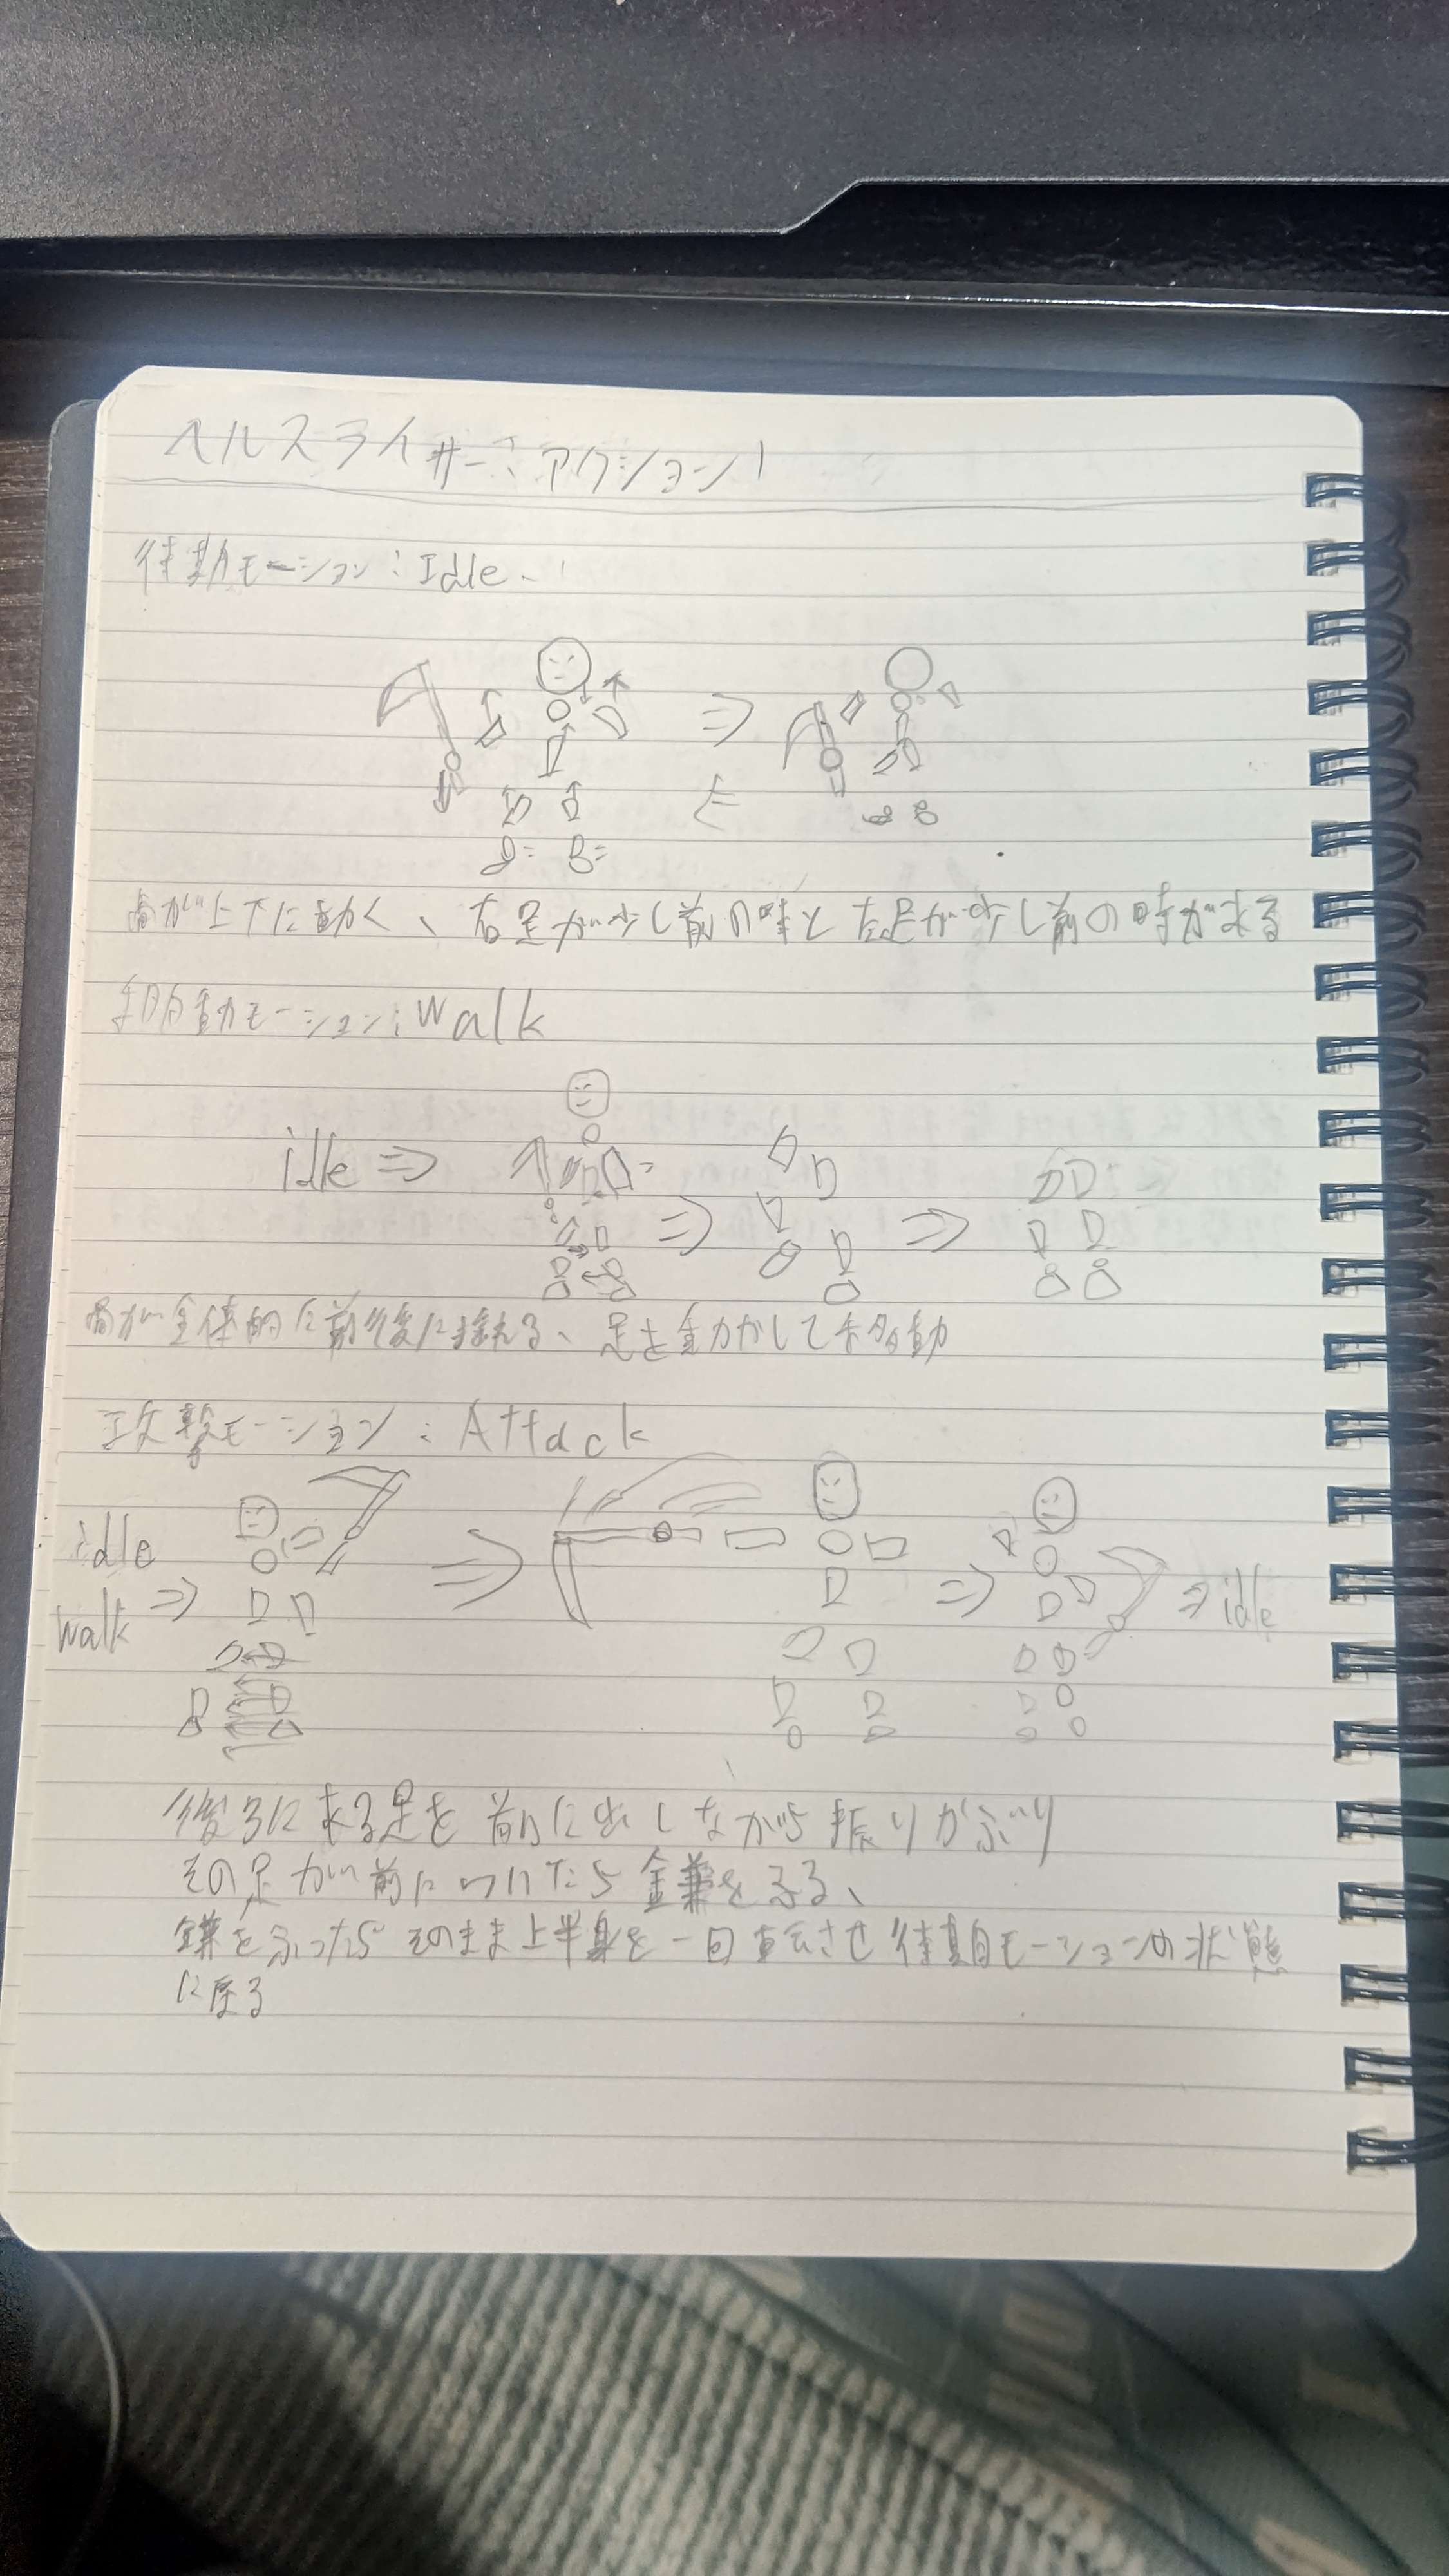 ヘルスライサー:アクション1
待期モーション:Idle
肩が上下に動く、右足が少し前の時と左足が少し前の時が来る
移動モーション:Walk
idle ⇒ ⇒ ⇒
肩が全体的に前後に揺れる、足を動かして移動
攻撃モーション:Attack
idle
walk ⇒ ⇒ ⇒ ⇒ idle
後ろに来る足を前に出しながら振りかぶり
その足が前についたら鎌をふる、
鎌をふったらそのまま上半身を一回転させ待期モーションの状態
に戻る